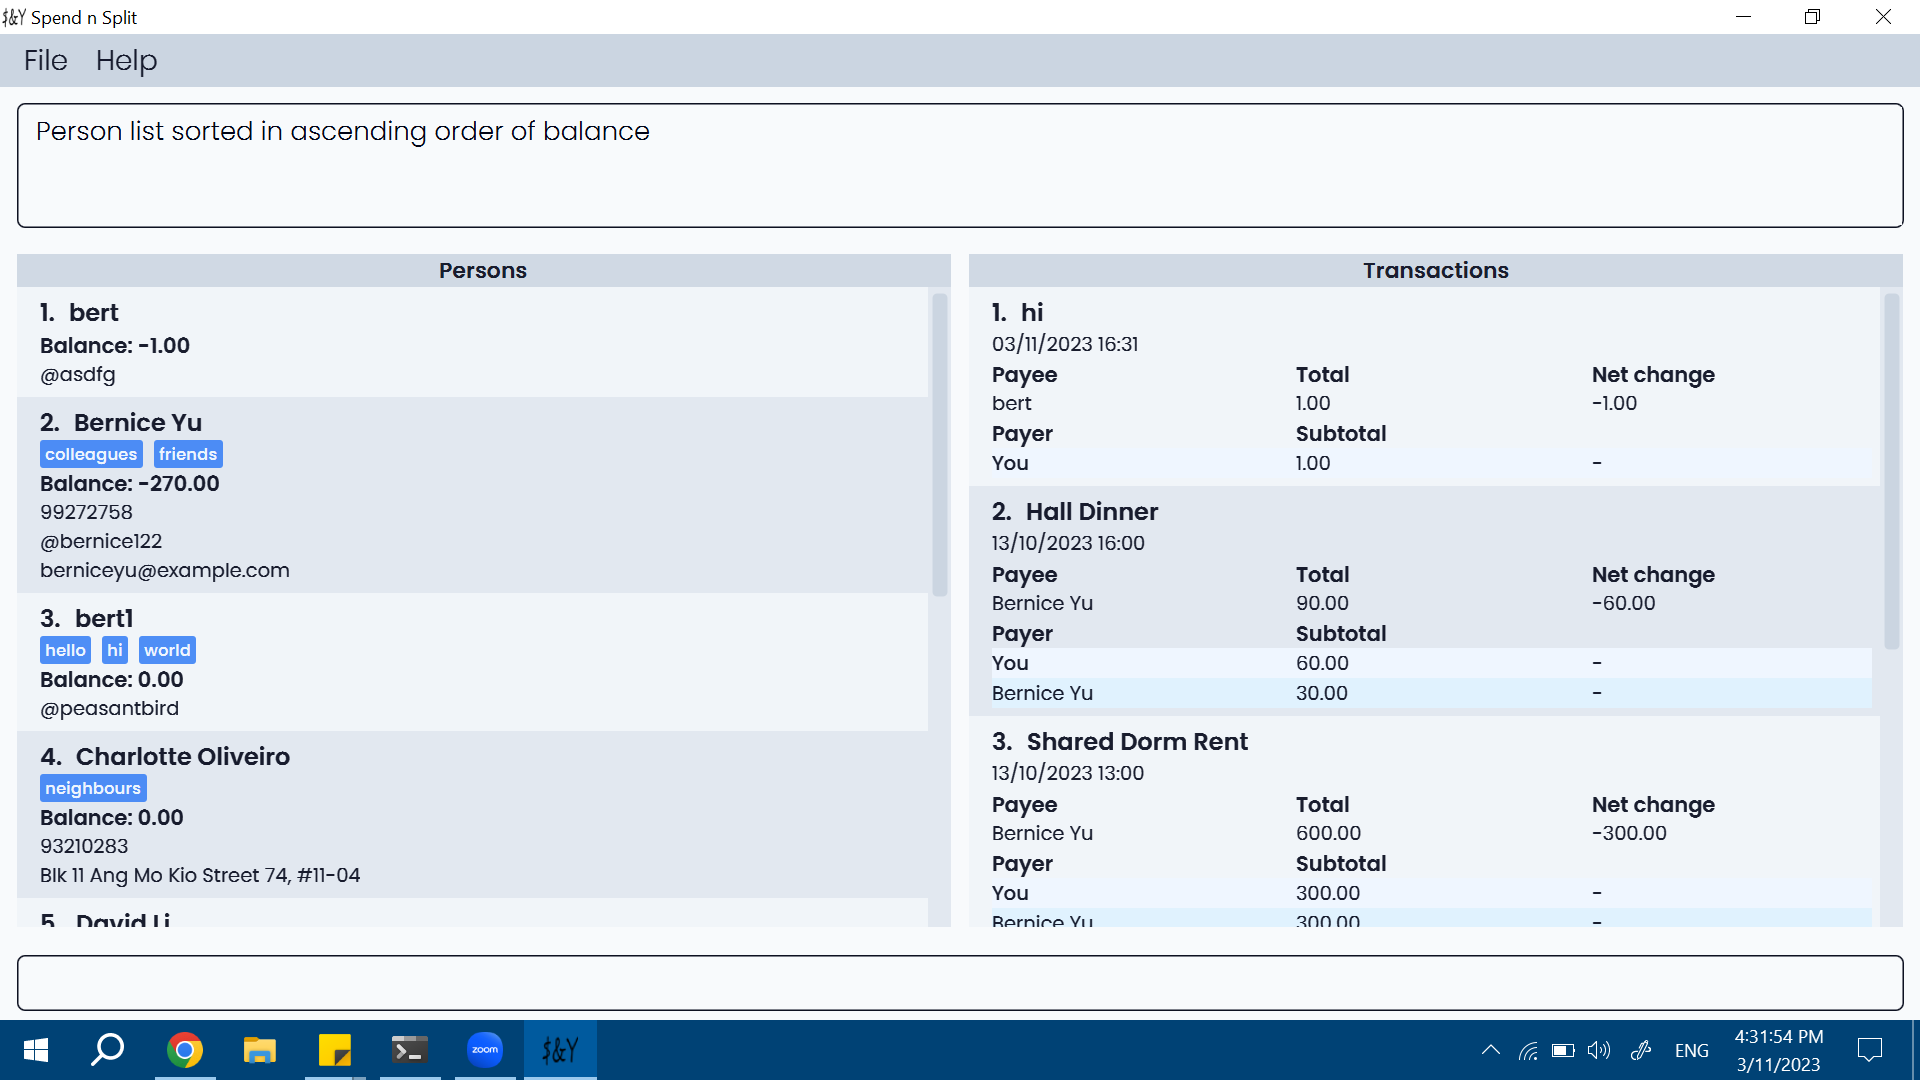 $&Y Spend n Split
File Help
Person list sorted in ascending order of balance
Persons
1. bert
Balance: -1.00
@asdfg
2. Bernice Yu
colleagues friends
Balance: -270.00
99272758
@bernice122
berniceyu@example.com
3. bert1
hello hi world
Balance: 0.00
@peasantbird
4. Charlotte Oliveiro
neighbours
Balance: 0.00
93210283
Blk 11 Ang Mo Kio Street 74, #11-04
5. David Li
Transactions
1. hi
03/11/2023 16:31
Payee Total Net change
bert 1.00 -1.00
Payer Subtotal
You 1.00 -
2. Hall Dinner
13/10/2023 16:00
Payee Total Net change
Bernice Yu 90.00 -60.00
Payer Subtotal
You 60.00 -
Bernice Yu 30.00 -
3. Shared Dorm Rent
13/10/2023 13:00
Payee Total Net change
Bernice Yu 600.00 -300.00
Payer Subtotal
You 300.00 -
Bernice Yu 300.00 -
zoom
$&Y
ENG
4:31:54 PM
3/11/2023